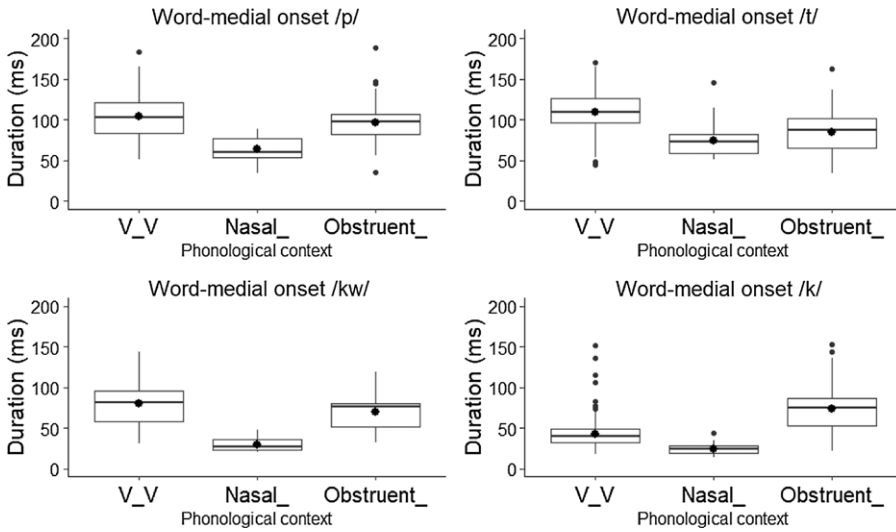 Word-medial onset /p/
Duration (ms)
200
150
100
50
0
V_V Nasal_ Obstruent_
Phonological context
Word-medial onset /t/
Duration (ms)
200
150
100
50
0
V_V Nasal_ Obstruent_
Phonological context
Word-medial onset /kw/
Duration (ms)
200
150
100
50
0
V_V Nasal_ Obstruent_
Phonological context
Word-medial onset /k/
Duration (ms)
200
150
100
50
0
V_V Nasal_ Obstruent_
Phonological context